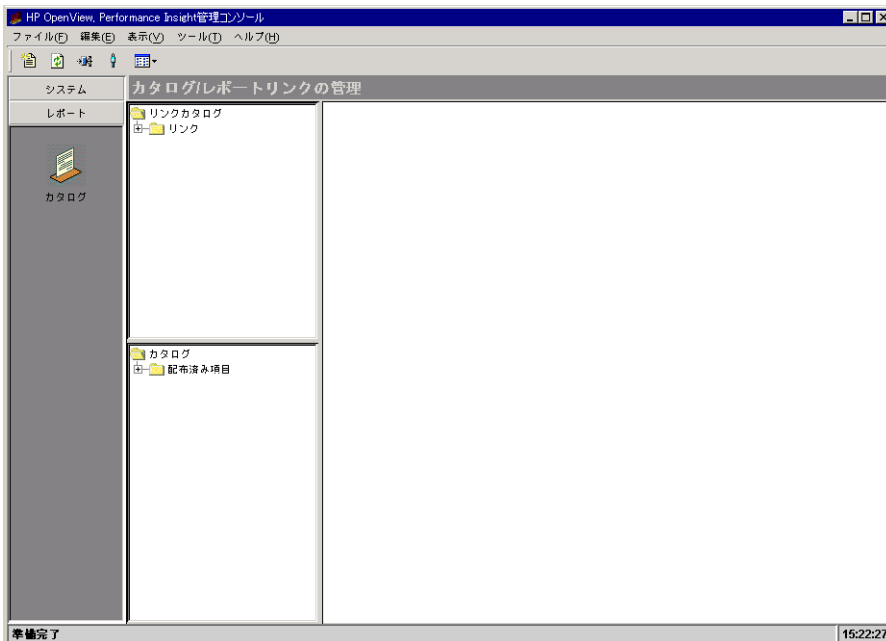 HP OpenView, Performance Insight管理コンソール
ファイル(F) 編集(E) 表示(V) ツール(T) ヘルプ(H)
システム
レポート
カタログ
カタログ/レポートリンクの管理
リンクカタログ
リンク
カタログ
配布済み項目
準備完了
15:22:27